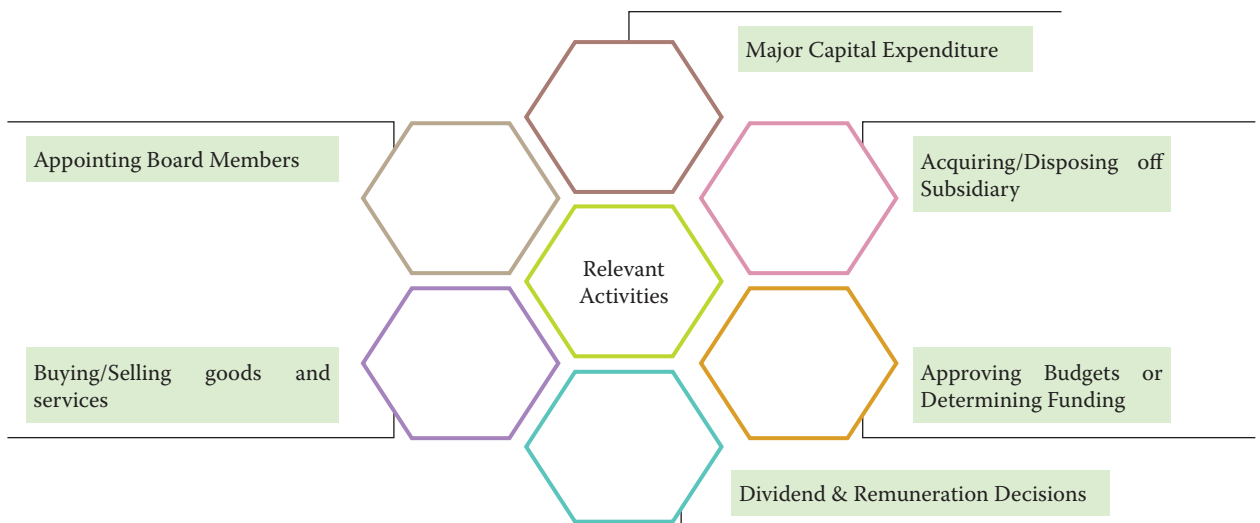 Major Capital Expenditure
Appointing Board Members
Acquiring/Disposing off
Subsidiary
Relevant
Activities
Buying/Selling goods and
services
Approving Budgets or
Determining Funding
Dividend & Remuneration Decisions